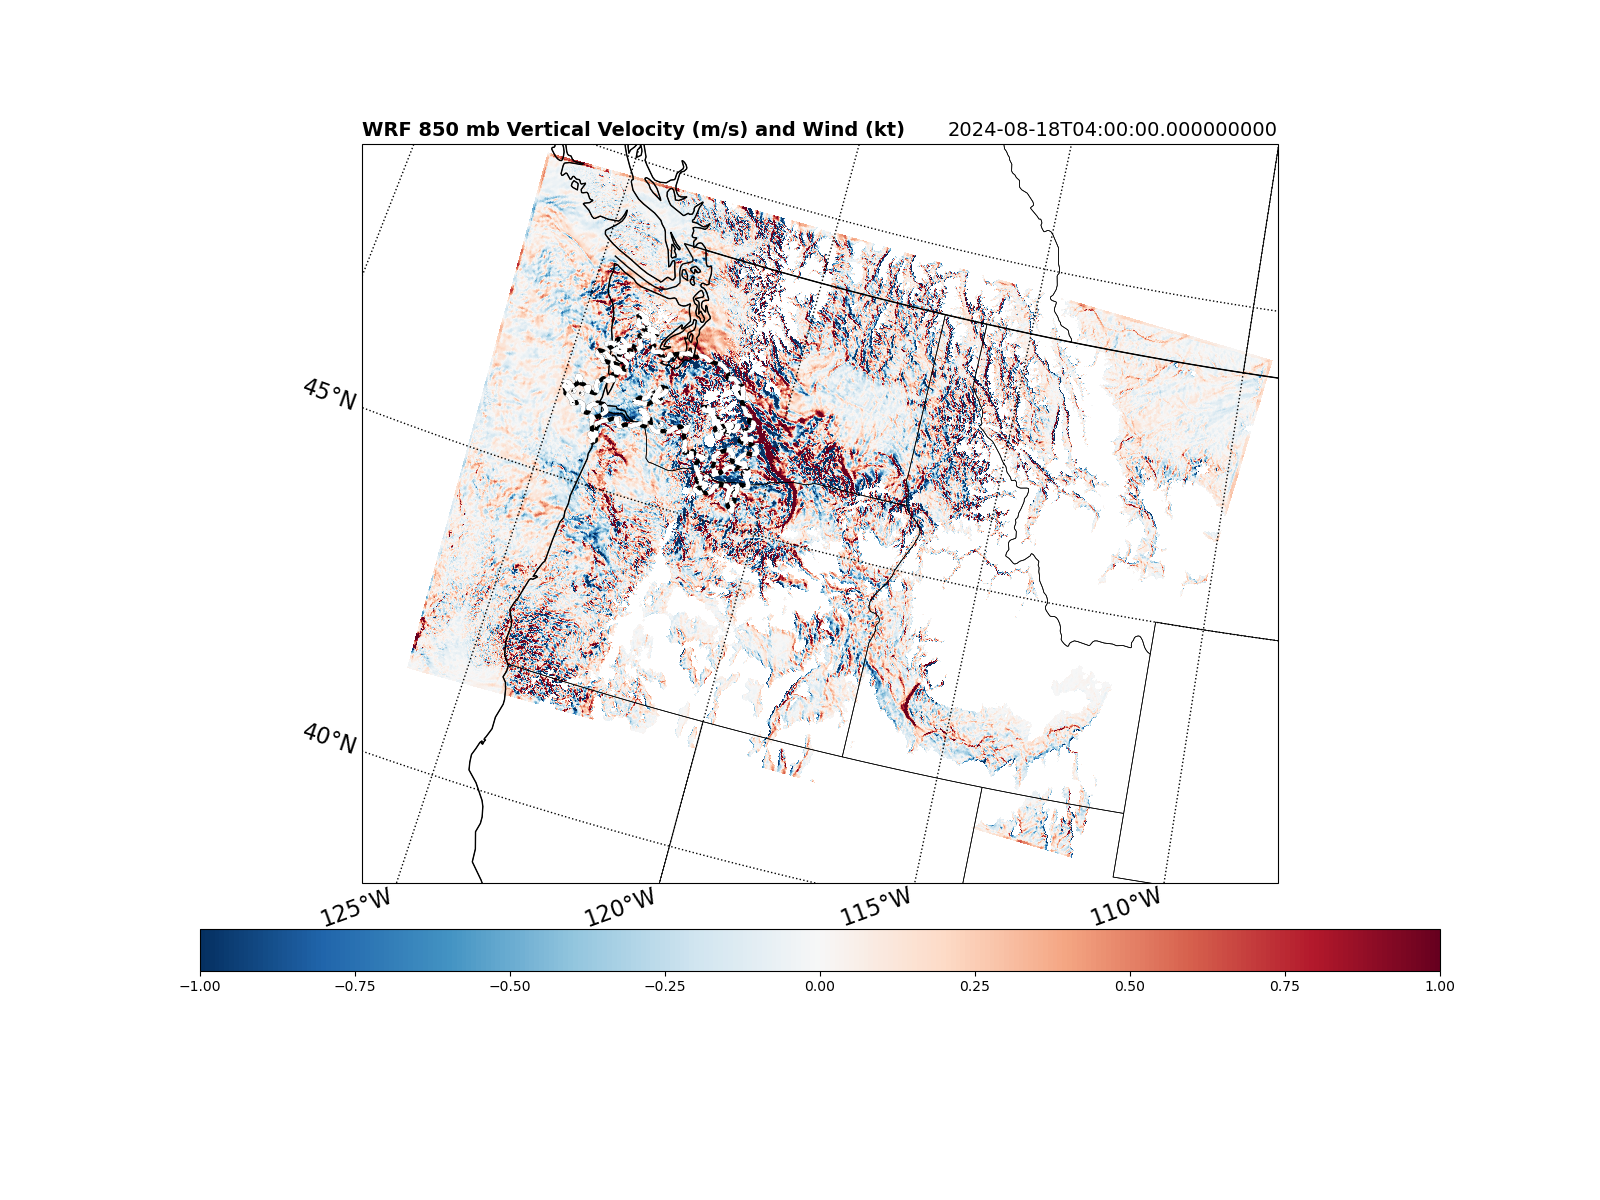 WRF 850 mb Vertical Velocity (m/s) and Wind (kt) 2024-08-18T04:00:00.000000000
45°N
40°N
125°W 120°W 115°W 110°W
−1.00 −0.75 −0.50 −0.25 0.00 0.25 0.50 0.75 1.00